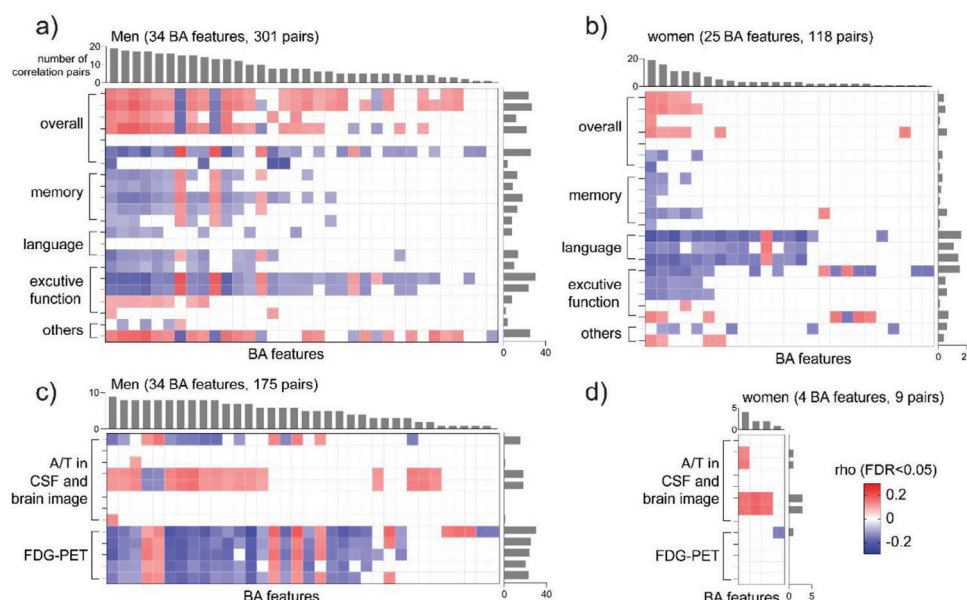 a)
Men (34 BA features, 301 pairs)
20
number of
correlation pairs
0
overall
memory
language
excutive
function
others
BA features
0
40
b)
women (25 BA features, 118 pairs)
20
0
overall
memory
language
excutive
function
others
BA features
0
2
c)
Men (34 BA features, 175 pairs)
10
0
A/T in
CSF and
brain image
FDG-PET
BA features
0
40
d)
women (4 BA features, 9 pairs)
5
0
A/T in
CSF and
brain image
FDG-PET
BA features
0
5
rho (FDR<0.05)
0.2
0
-0.2